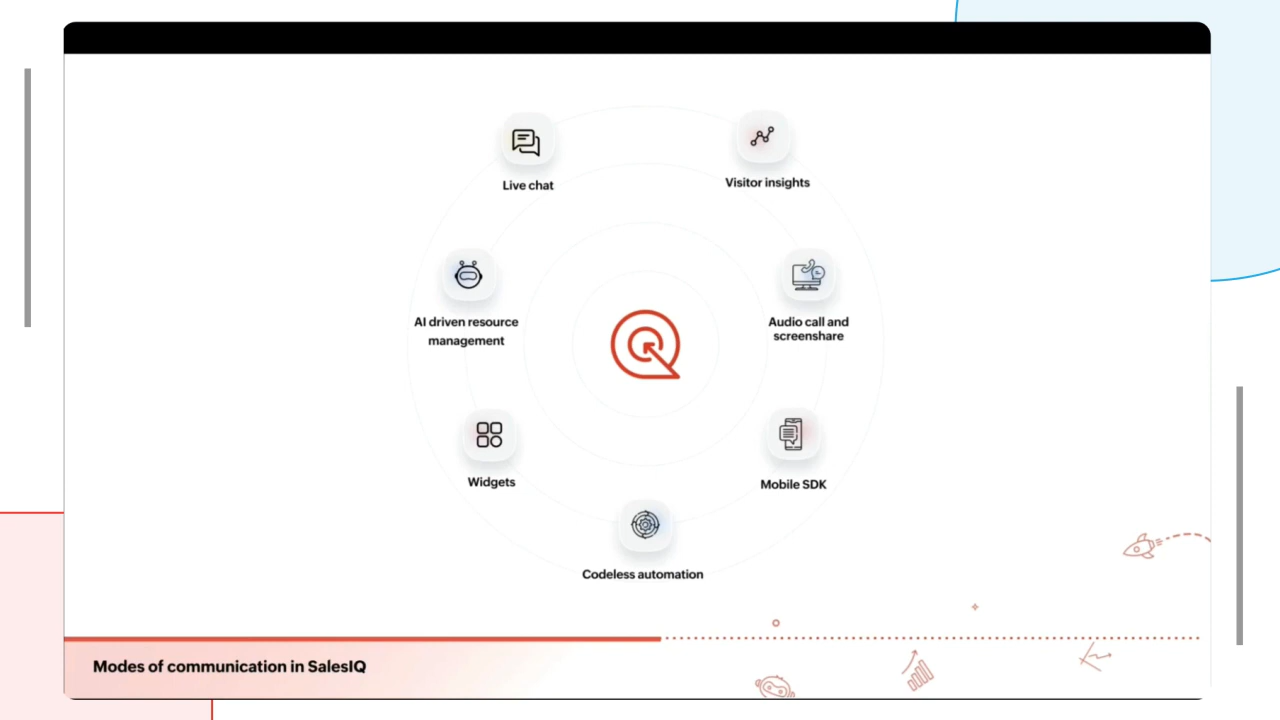 Live chat
Visitor insights
AI driven resource
management
Audio call and
screenshare
Widgets
Mobile SDK
Codeless automation
Modes of communication in SalesIQ